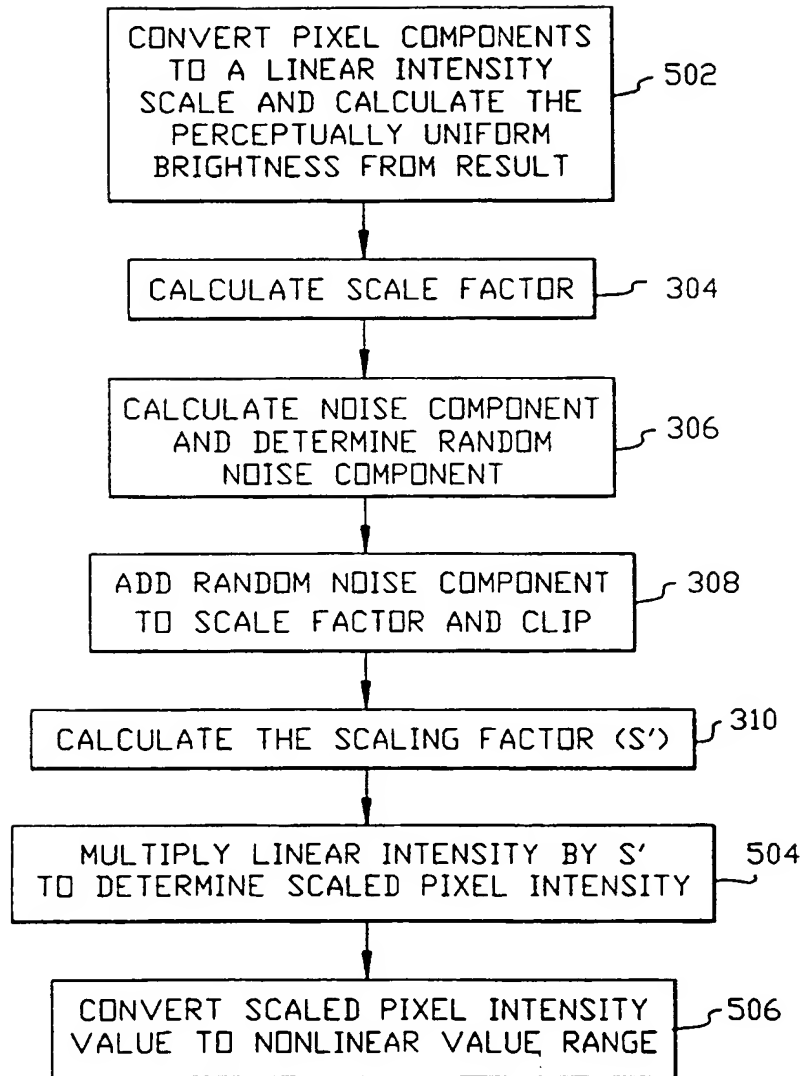 CONVERT PIXEL COMPONENTS
TO A LINEAR INTENSITY
SCALE AND CALCULATE THE
PERCEPTUALLY UNIFORM
BRIGHTNESS FROM RESULT
502
CALCULATE SCALE FACTOR
304
CALCULATE NOISE COMPONENT
AND DETERMINE RANDOM
NOISE COMPONENT
306
ADD RANDOM NOISE COMPONENT
TO SCALE FACTOR AND CLIP
308
CALCULATE THE SCALING FACTOR (S')
310
MULTIPLY LINEAR INTENSITY BY S'
TO DETERMINE SCALED PIXEL INTENSITY
504
CONVERT SCALED PIXEL INTENSITY
VALUE TO NONLINEAR VALUE RANGE
506